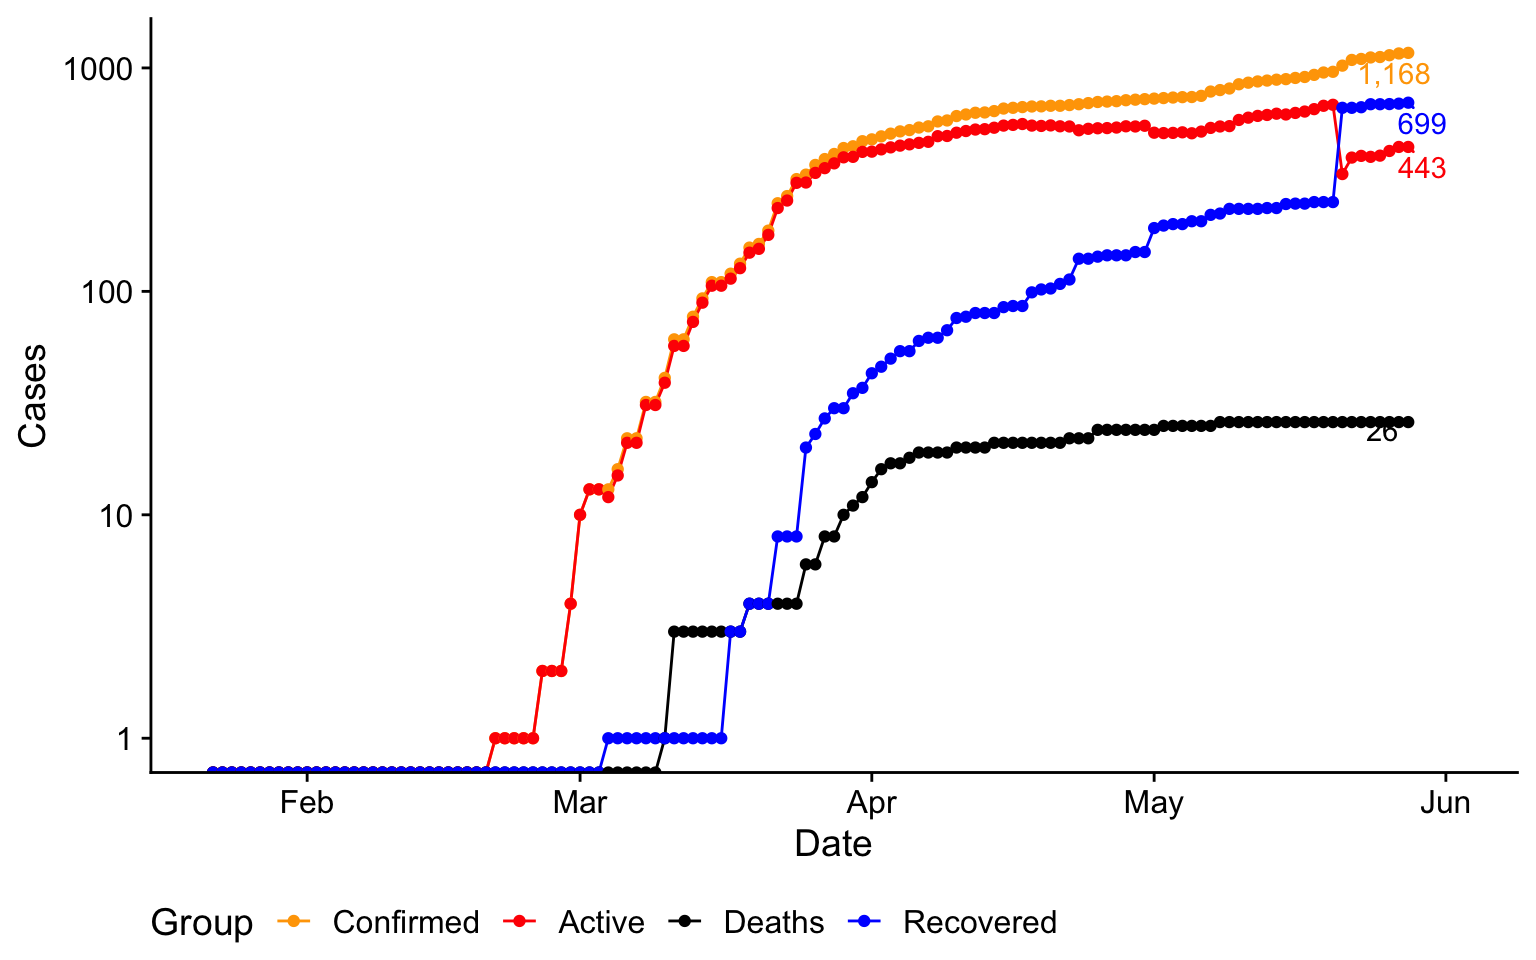 1000
100
10
1
Cases
1,168
699
443
26
Feb Mar Apr May Jun
Date
Group Confirmed Active Deaths Recovered